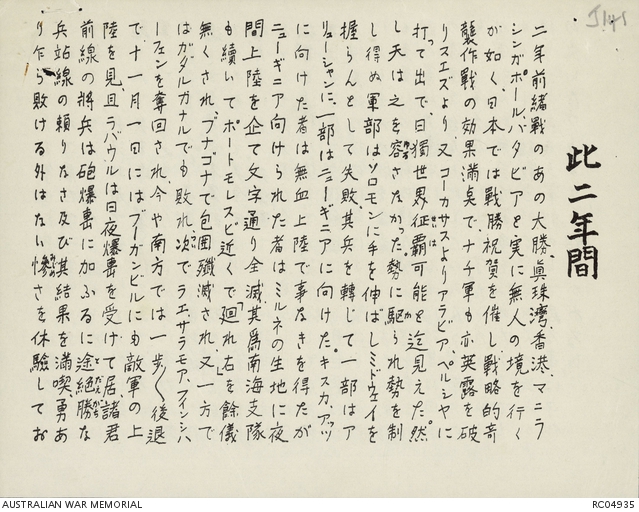 J141
此二年間
二年前緒戦のあの大勝、眞珠湾、香港、マニラ
シンガポール、バタビアを実に無人の境を行く
が如く、日本では戦勝祝賀を催し戦略的奇
襲作戦の効果満点でナチ軍も亦英露を破
りスエズより、又コーカサスよりアラビア、ペルシヤに
打って出で、日獨世界征覇可能とは迄見えた。然
し天は之を容さなかった勢に駆られ勢を制
し得ぬ軍部はソロモンに手を伸ばしミドウェイを
握らんとして失敗、其兵を轉じて一部はア
リューシャンに、一部はニューギニアに向けた。キスカ、アッツ
に向けた者は無血上陸で事なきを得たが
ニューギニア向けられた者はミルネの生地に夜
間上陸を企て文字通り全滅其爲南海支隊
も續いてポートモレスビ近くで「廻れ右」を餘儀
無くされ、ブナゴナで包囲殲滅され、又一方で
はガダルガナルでも敗れ、次でラエ、サラモア、フインシハ
ーフェンを奪回され今や南方では一歩〱後退
で十一月一日にはブーガンビルにも敵軍の上
陸を見、且ラバウルは日夜爆撃を受けて居、諸君
前線の將兵は砲爆撃に加ふるに途絶勝な
兵站線の頼りなさ及び其結果を満喫、勇あ
り乍ら敗ける外はない惨さを体験してお
AUSTRALIAN WAR MEMORIAL
RC04935